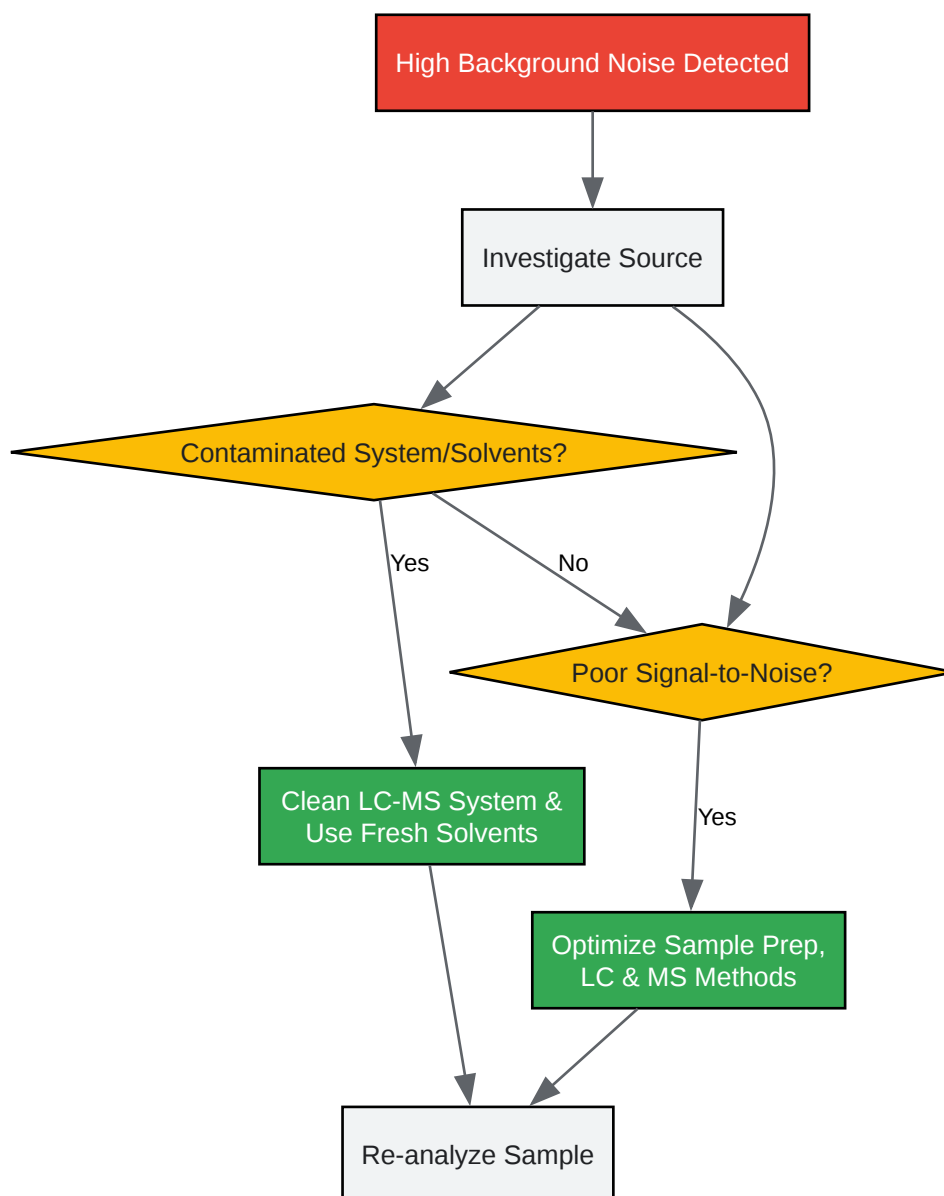 High Background Noise Detected
Investigate Source
Contaminated System/Solvents?
Yes
No
Poor Signal-to-Noise?
Clean LC-MS System &
Use Fresh Solvents
Yes
Optimize Sample Prep,
LC & MS Methods
Re-analyze Sample